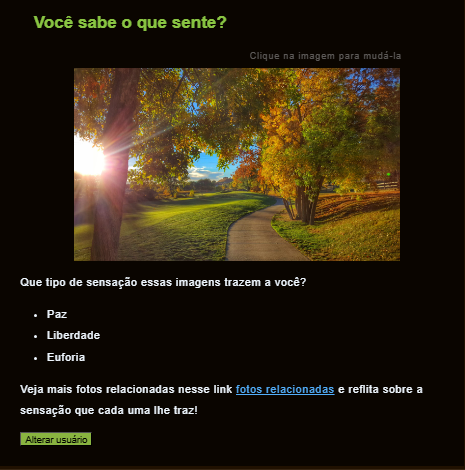 Você sabe o que sente?
Clique na imagem para mudá-la
Que tipo de sensação essas imagens trazem a você?
Paz
Liberdade
Euforia
Veja mais fotos relacionadas nesse link fotos relacionadas e reflita sobre a
sensação que cada uma lhe traz!
Alterar usuário